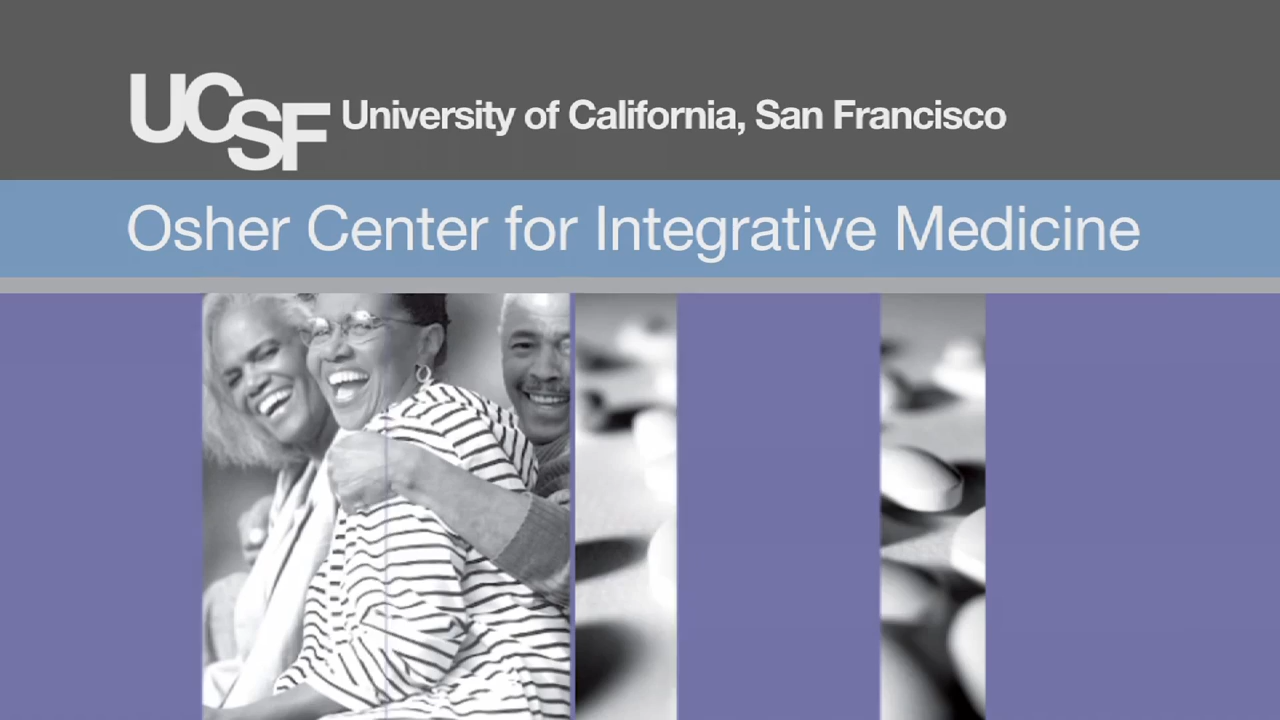 UCSF University of California, San Francisco
Osher Center for Integrative Medicine